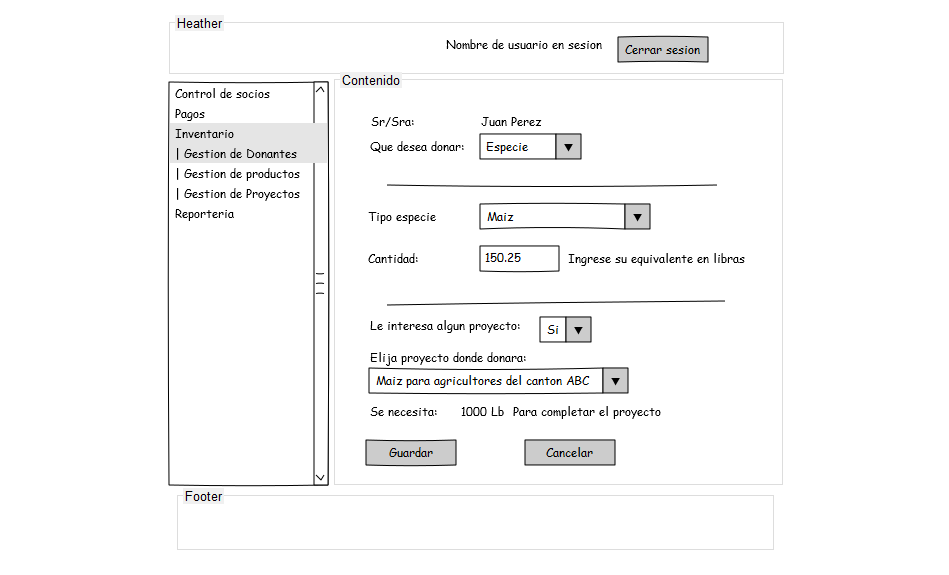 Heather
Nombre de usuario en sesion Cerrar sesion
Control de socios
Pagos
Inventario
| Gestion de Donantes
| Gestion de productos
| Gestion de Proyectos
Reporteria
Contenido
Sr/Sra: Juan Perez
Que desea donar: Especie
Tipo especie Maiz
Cantidad: 150.25 Ingrese su equivalente en libras
Le interesa algun proyecto: Si
Elija proyecto donde donara:
Maiz para agricultores del canton ABC
Se necesita: 1000 Lb Para completar el proyecto
Guardar Cancelar
Footer